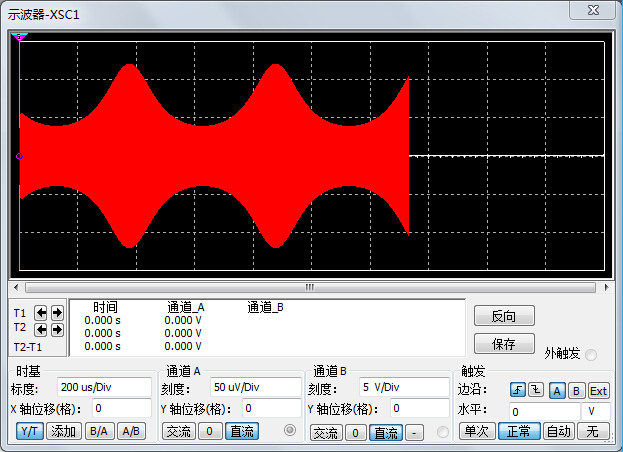 示波器-XSC1
时间 通道_A 通道_B
T1 0.000 s 0.000 V
T2 0.000 s 0.000 V
T2-T1 0.000 s 0.000 V
反向
保存
外触发
时基 通道 A 通道 B 触发
标度: 200 us/Div 刻度: 50 uV/Div 刻度: 5 V/Div 边沿: A B Ext
X 轴位移(格): 0 Y 轴位移(格): 0 Y 轴位移(格): 0 水平: 0 V
Y/T 添加 B/A A/B 交流 0 直流 交流 0 直流 - 单次 正常 自动 无